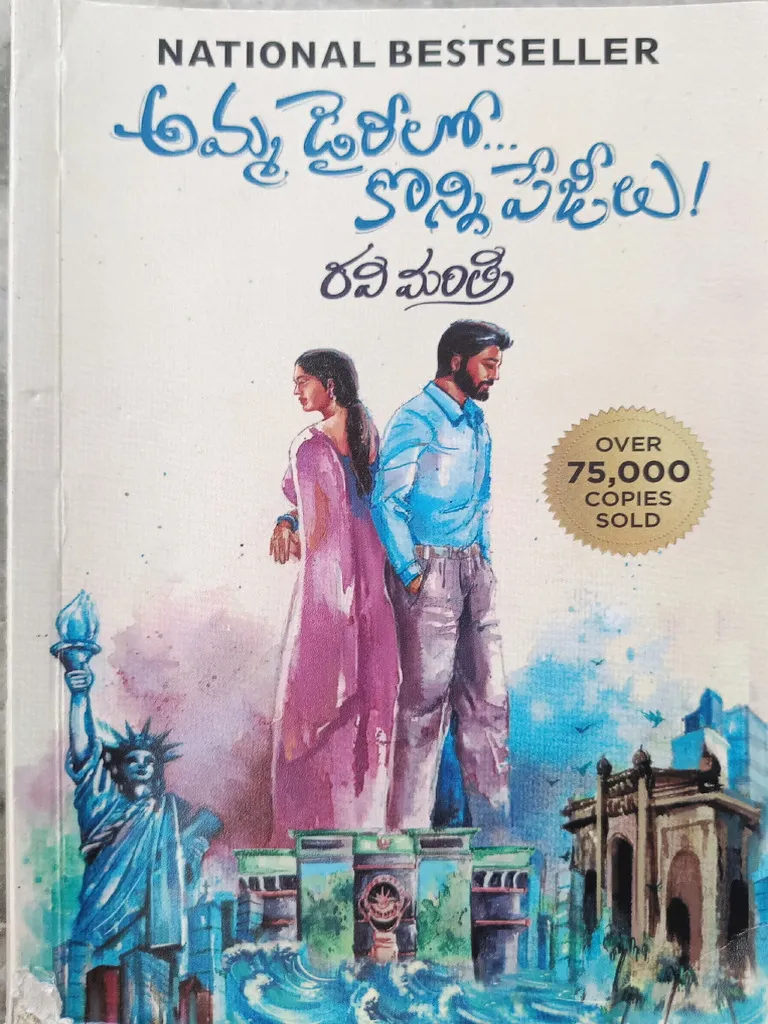 NATIONAL BESTSELLER
అమ్మ డైరీలో...
కొన్ని పేజీలు!
రవి మంత్రి
OVER
75,000
COPIES
SOLD